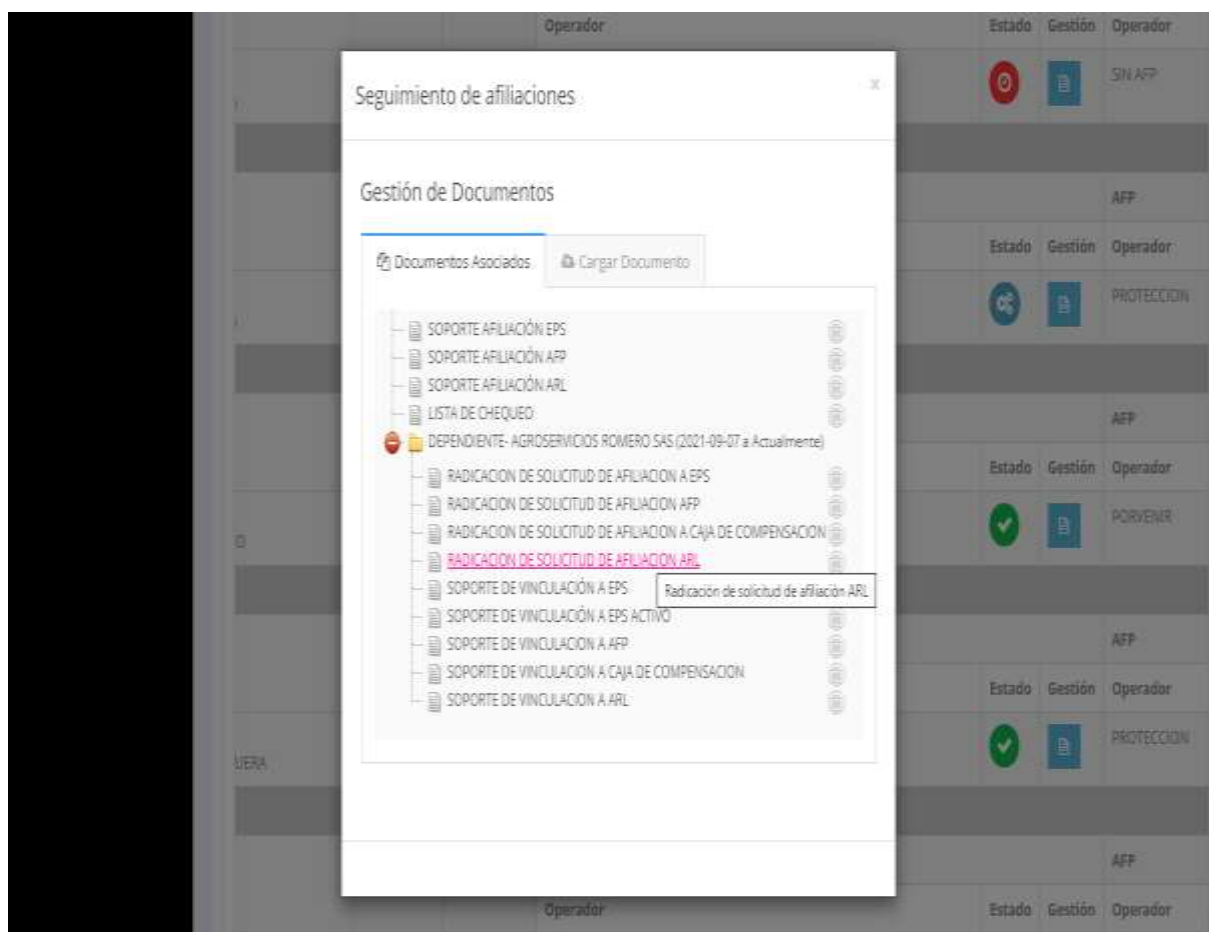 Operador Estado Gestión Operador
SIN AFP
Seguimiento de afiliaciones x
Gestión de Documentos
AFP
Documentos Asociados Cargar Documento
Estado Gestión Operador
PROTECCION
SOPORTE AFILIACIÓN EPS
SOPORTE AFILIACIÓN AFP
SOPORTE AFILIACIÓN ARL
LISTA DE CHEQUEO
AFP
DEPENDIENTE- AGROSERVICIOS ROMERO SAS (2021-09-07 a Actualmente)
Estado Gestión Operador
RADICACION DE SOLICITUD DE AFILIACION A EPS
RADICACION DE SOLICITUD DE AFILIACION AFP
PORVENIR
RADICACION DE SOLICITUD DE AFILIACION A CAJA DE COMPENSACION
RADICACION DE SOLICITUD DE AFILIACION ARL
SOPORTE DE VINCULACIÓN A EPS
Radicación de solicitud de afiliación ARL
SOPORTE DE VINCULACIÓN A EPS ACTIVO
SOPORTE DE VINCULACION A AFP
AFP
SOPORTE DE VINCULACION A CAJA DE COMPENSACION
SOPORTE DE VINCULACION A ARL
Estado Gestión Operador
PROTECCION
UERA
AFP
Operador Estado Gestión Operador